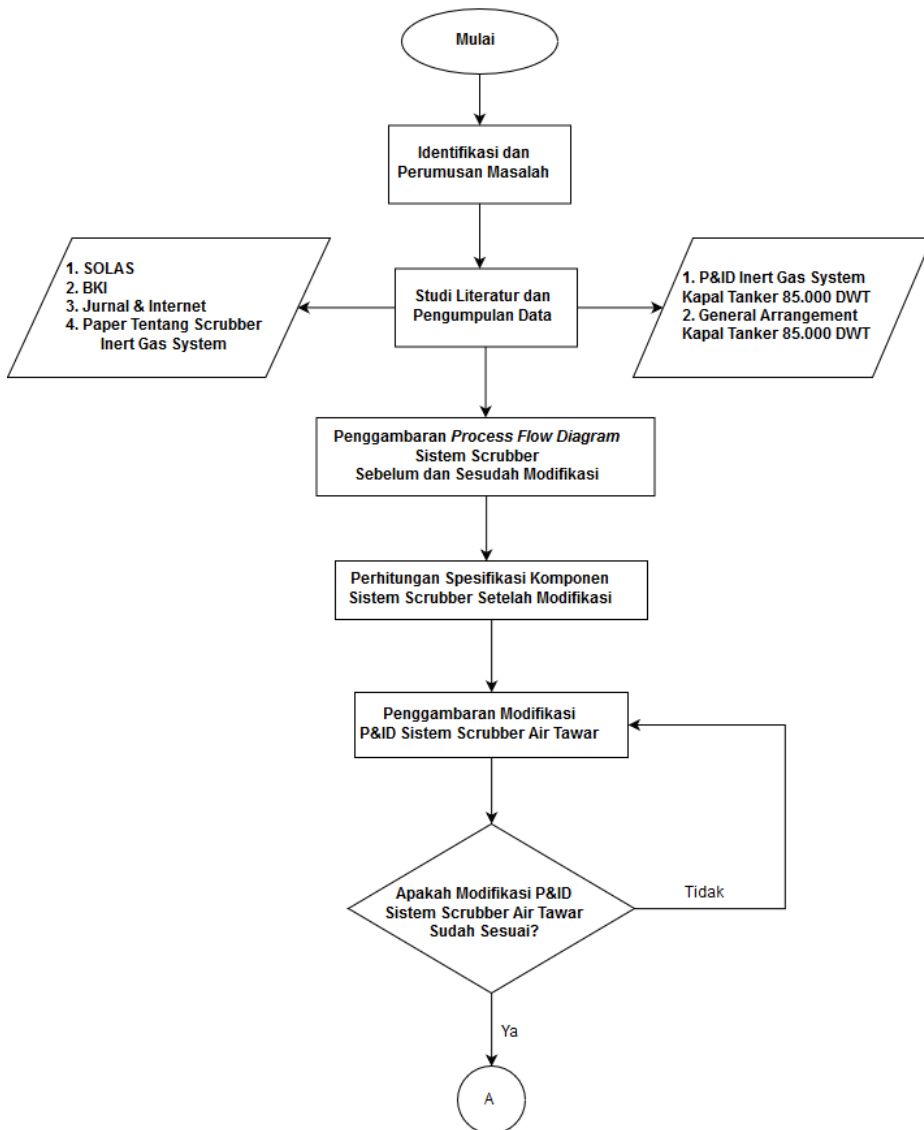 Mulai
Identifikasi dan
Perumusan Masalah
1. SOLAS
2. BKI
3. Jurnal & Internet
4. Paper Tentang Scrubber
Inert Gas System
Studi Literatur dan
Pengumpulan Data
1. P&ID Inert Gas System
Kapal Tanker 85.000 DWT
2. General Arrangement
Kapal Tanker 85.000 DWT
Penggambaran Process Flow Diagram
Sistem Scrubber
Sebelum dan Sesudah Modifikasi
Perhitungan Spesifikasi Komponen
Sistem Scrubber Setelah Modifikasi
Penggambaran Modifikasi
P&ID Sistem Scrubber Air Tawar
Apakah Modifikasi P&ID
Sistem Scrubber Air Tawar
Sudah Sesuai?
Tidak
Ya
A